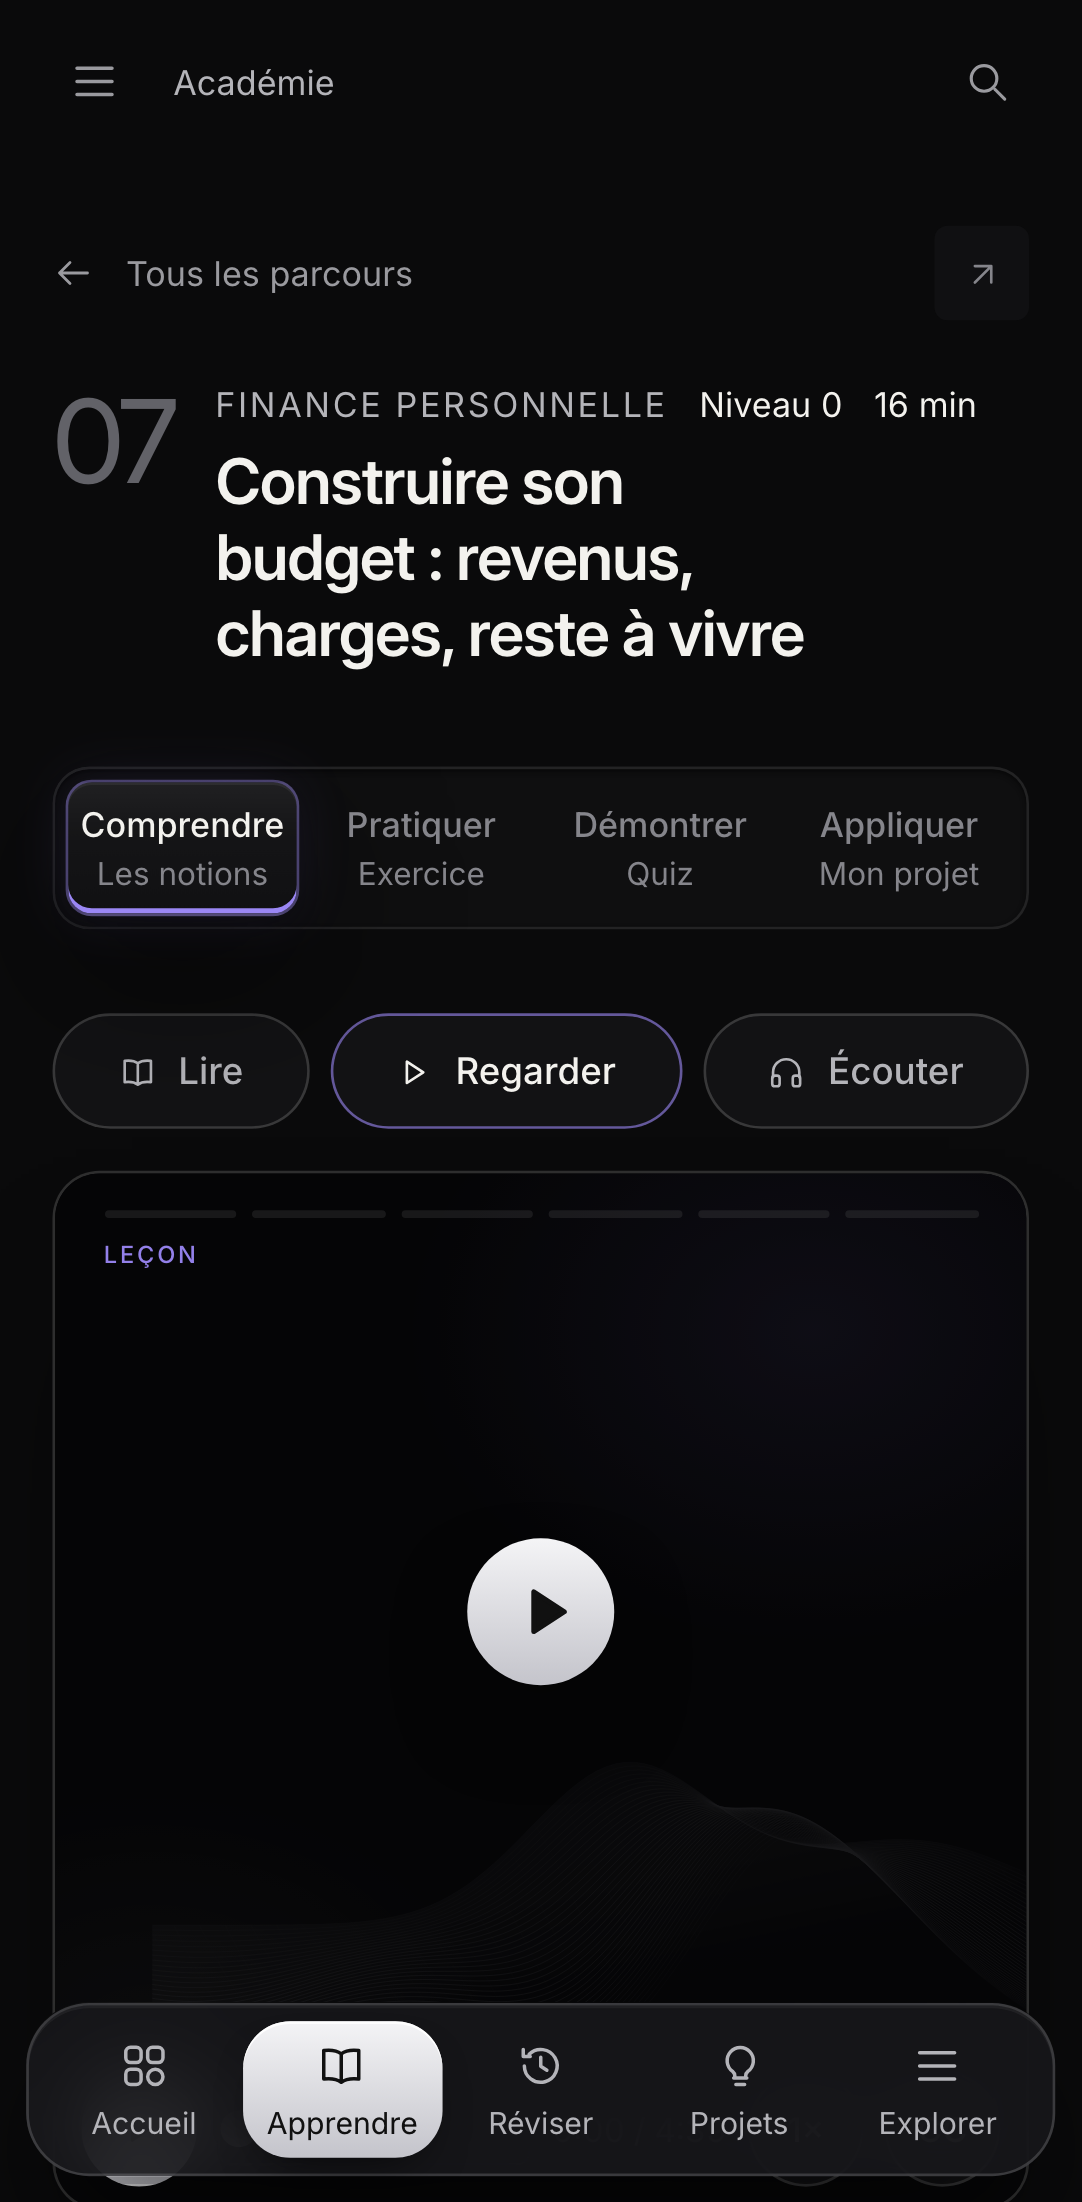 Académie
Tous les parcours
07
FINANCE PERSONNELLE Niveau 0 16 min
Construire son
budget : revenus,
charges, reste à vivre
Comprendre
Les notions
Pratiquer
Exercice
Démontrer
Quiz
Appliquer
Mon projet
Lire
Regarder
Écouter
LEÇON
Accueil
Apprendre
Réviser
Projets
Explorer